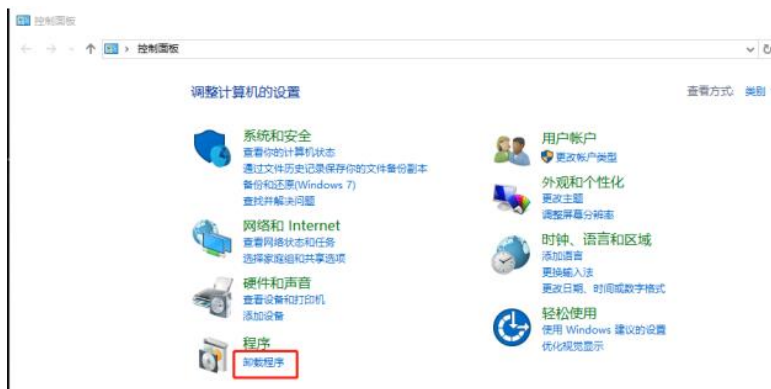 控制面板
控制面板
调整计算机的设置
查看方式: 类别
系统和安全
查看你的计算机状态
通过文件历史记录保存你的文件备份副本
备份和还原(Windows 7)
查找并解决问题
网络和 Internet
查看网络状态和任务
选择家庭组和共享选项
硬件和声音
查看设备和打印机
添加设备
程序
卸载程序
用户帐户
更改帐户类型
外观和个性化
更改主题
调整屏幕分辨率
时钟、语言和区域
添加语言
更换输入法
更改日期、时间或数字格式
轻松使用
使用 Windows 建议的设置
优化视觉显示